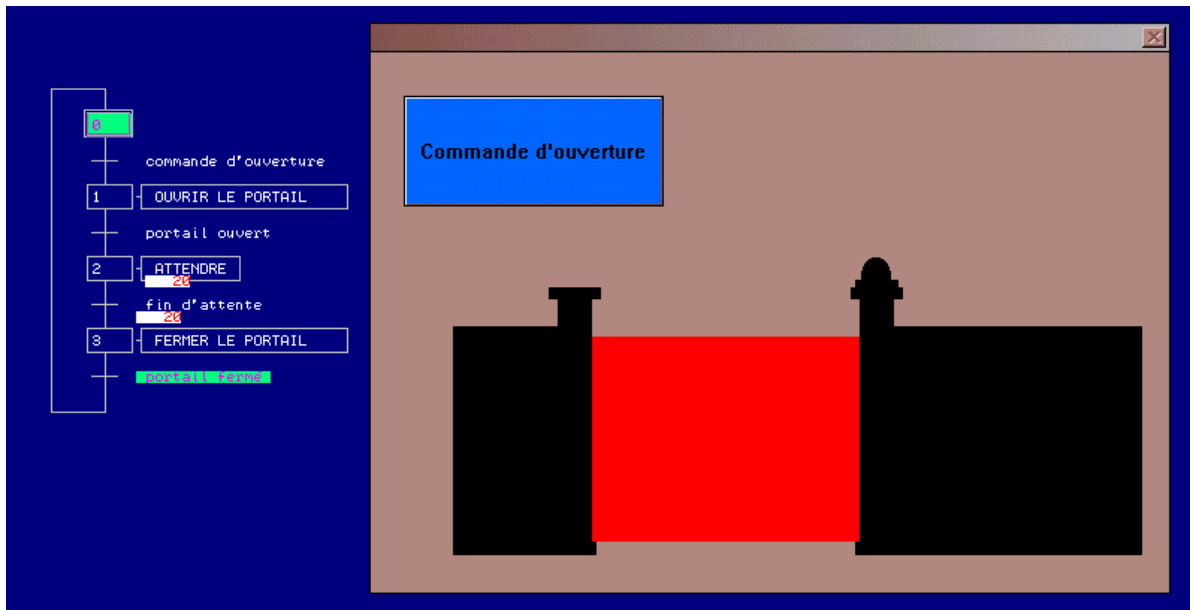 0
commande d'ouverture
1 OUVRIR LE PORTAIL
portail ouvert
2 ATTENDRE
20
fin d'attente
20
3 FERMER LE PORTAIL
portail fermé
Commande d'ouverture